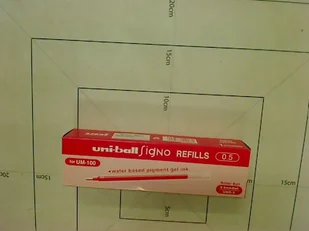 20cm
15cm
10cm
uni-ball Signo REFILLS 0.5
for UM-100
• water based pigment gel ink
15cm
15cm
5cm